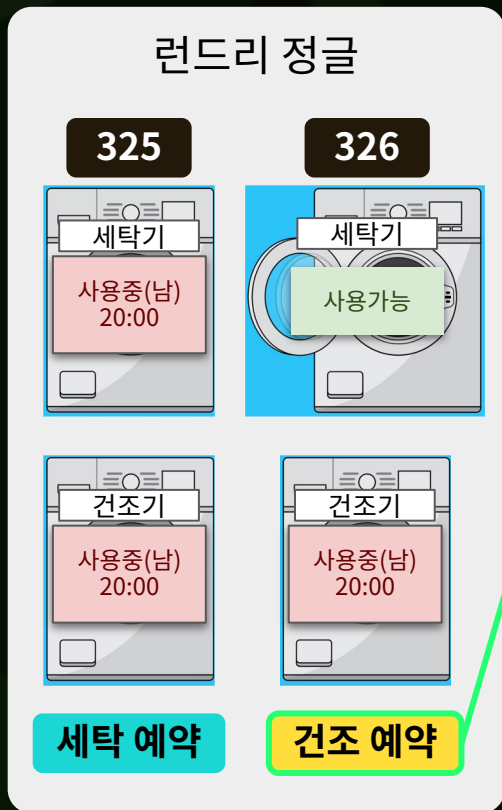 런드리 정글
325
326
세탁기
사용중(남)
20:00
세탁기
사용가능
건조기
사용중(남)
20:00
건조기
사용중(남)
20:00
세탁 예약
건조 예약